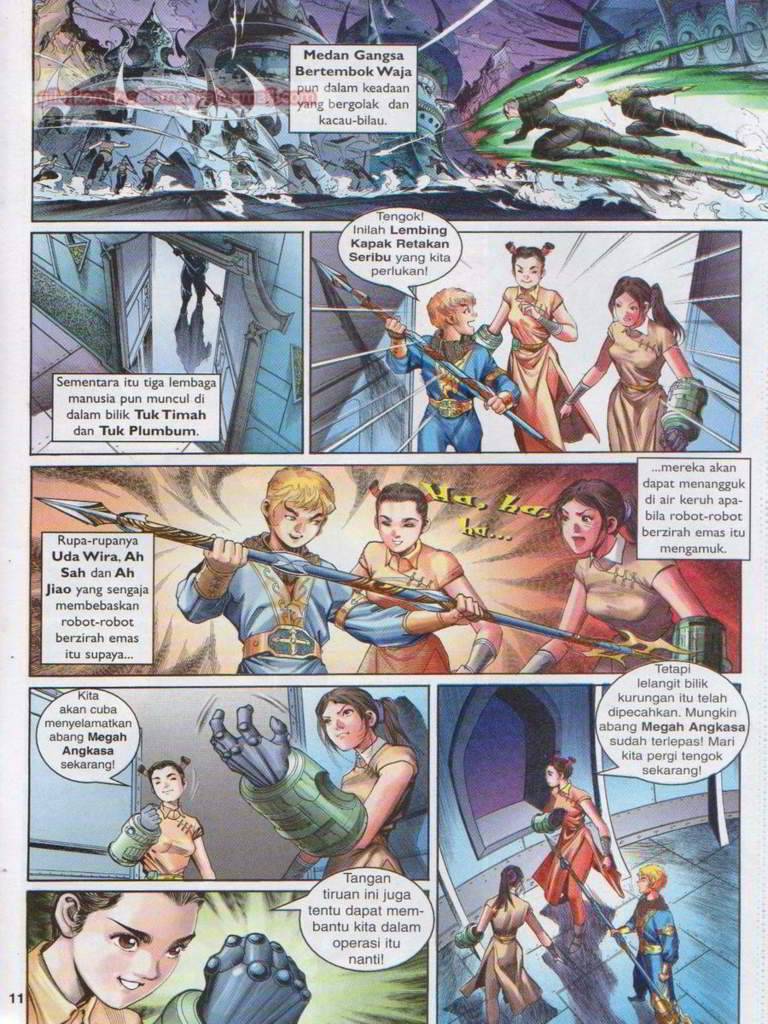 Medan Gangsa
Bertembok Waja
pun dalam keadaan
yang bergolak dan
kacau-bilau.
Tengok!
Inilah Lembing
Kapak Retakan
Seribu yang kita
perlukan!
Sementara itu tiga lembaga
manusia pun muncul di
dalam bilik Tuk Timah
dan Tuk Plumbum.
Rupa-rupanya
Uda Wira, Ah
Sah dan Ah
Jiao yang sengaja
membebaskan
robot-robot
berzirah emas
itu supaya...
Ha, ha,
ha...
...mereka akan
dapat menangguk
di air keruh apa-
bila robot-robot
berzirah emas itu
mengamuk.
Kita
akan cuba
menyelamatkan
abang Megah
Angkasa
sekarang!
Tetapi
lelangit bilik
kurungan itu telah
dipecahkan. Mungkin
abang Megah Angkasa
sudah terlepas! Mari
kita pergi tengok
sekarang!
Tangan
tiruan ini juga
tentu dapat mem-
bantu kita dalam
operasi itu
nanti!
11